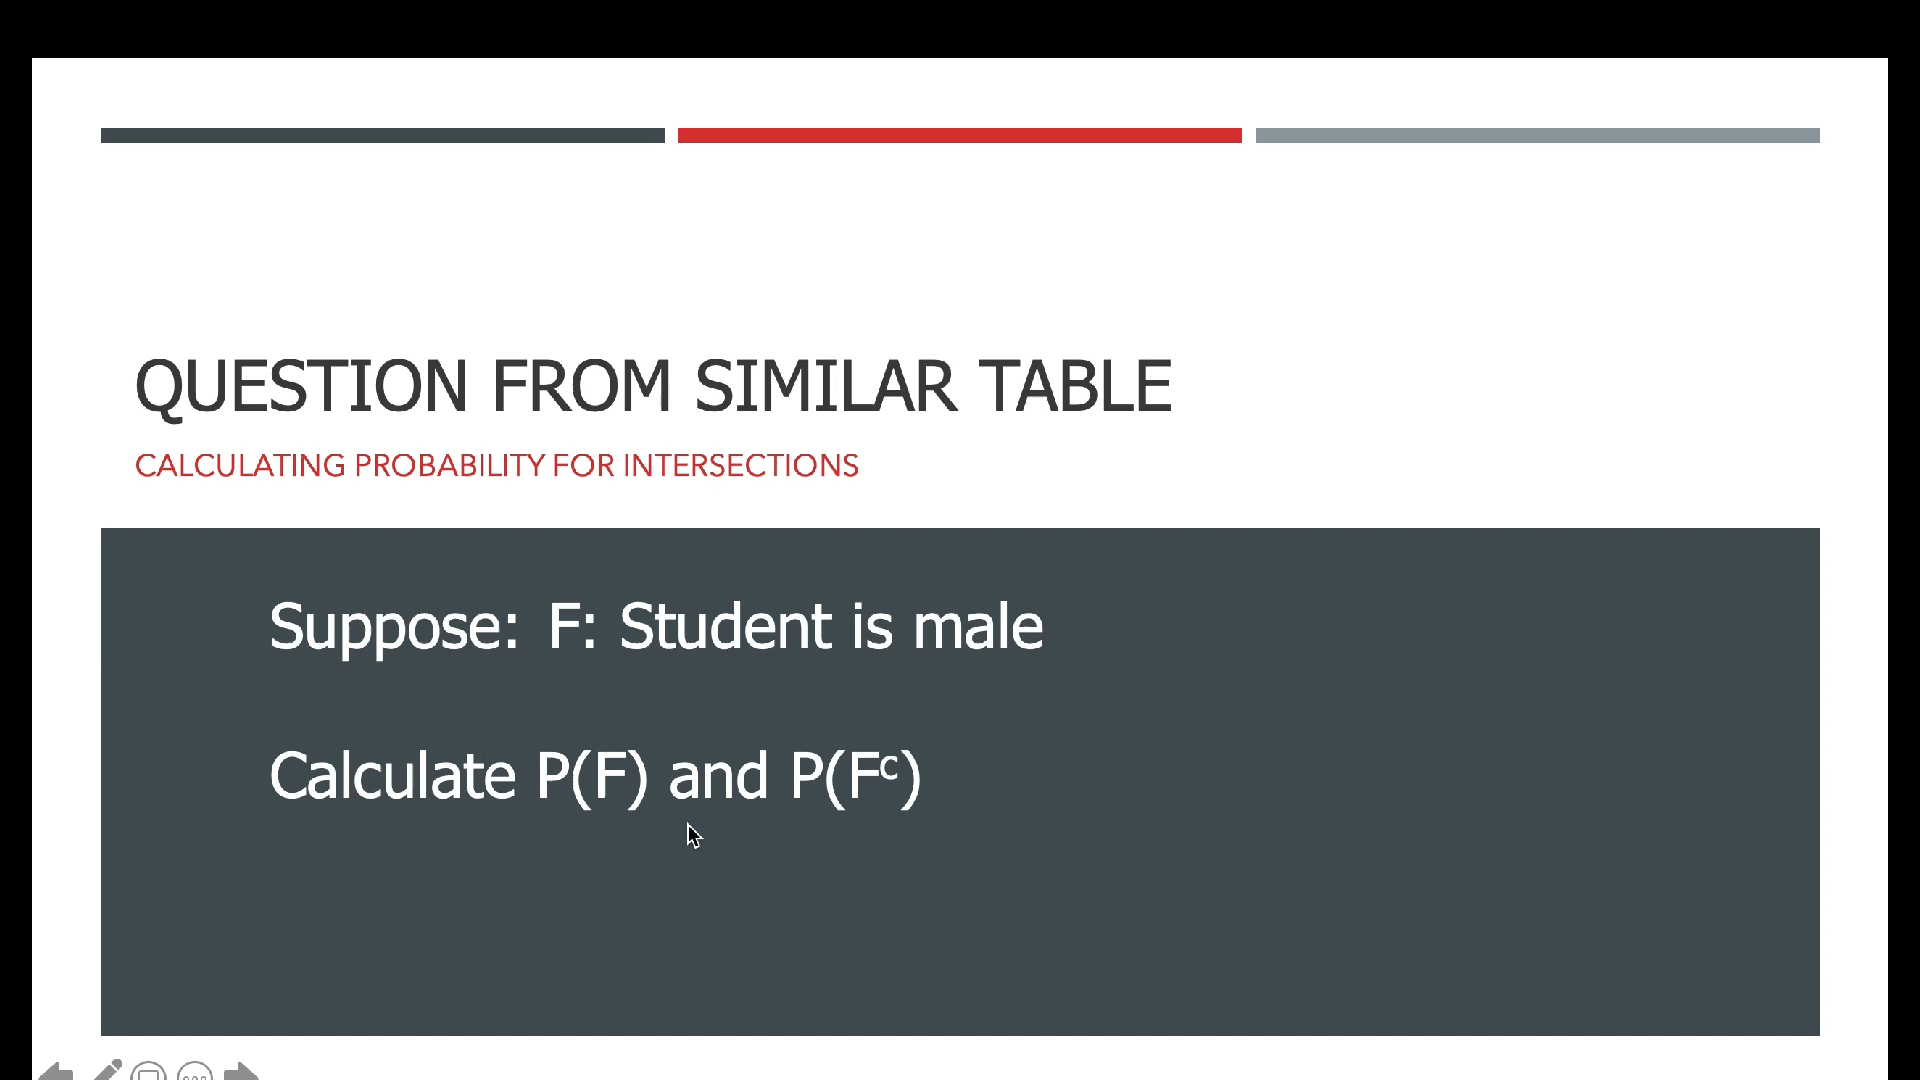 QUESTION FROM SIMILAR TABLE
CALCULATING PROBABILITY FOR INTERSECTIONS
Suppose: F: Student is male
Calculate P(F) and P(Fᶜ)